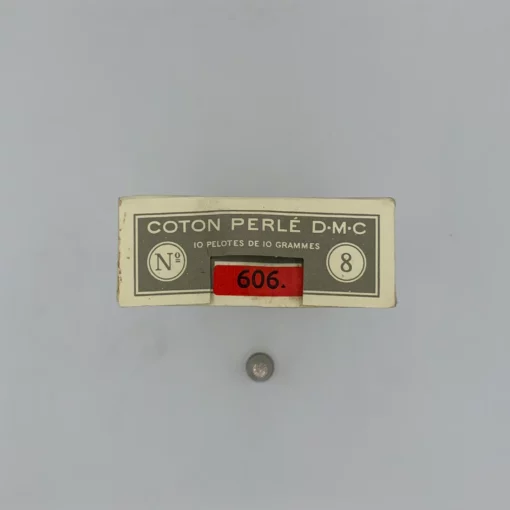 COTON PERLÉ D·M·C
10 PELOTES DE 10 GRAMMES
Nº 8
606.